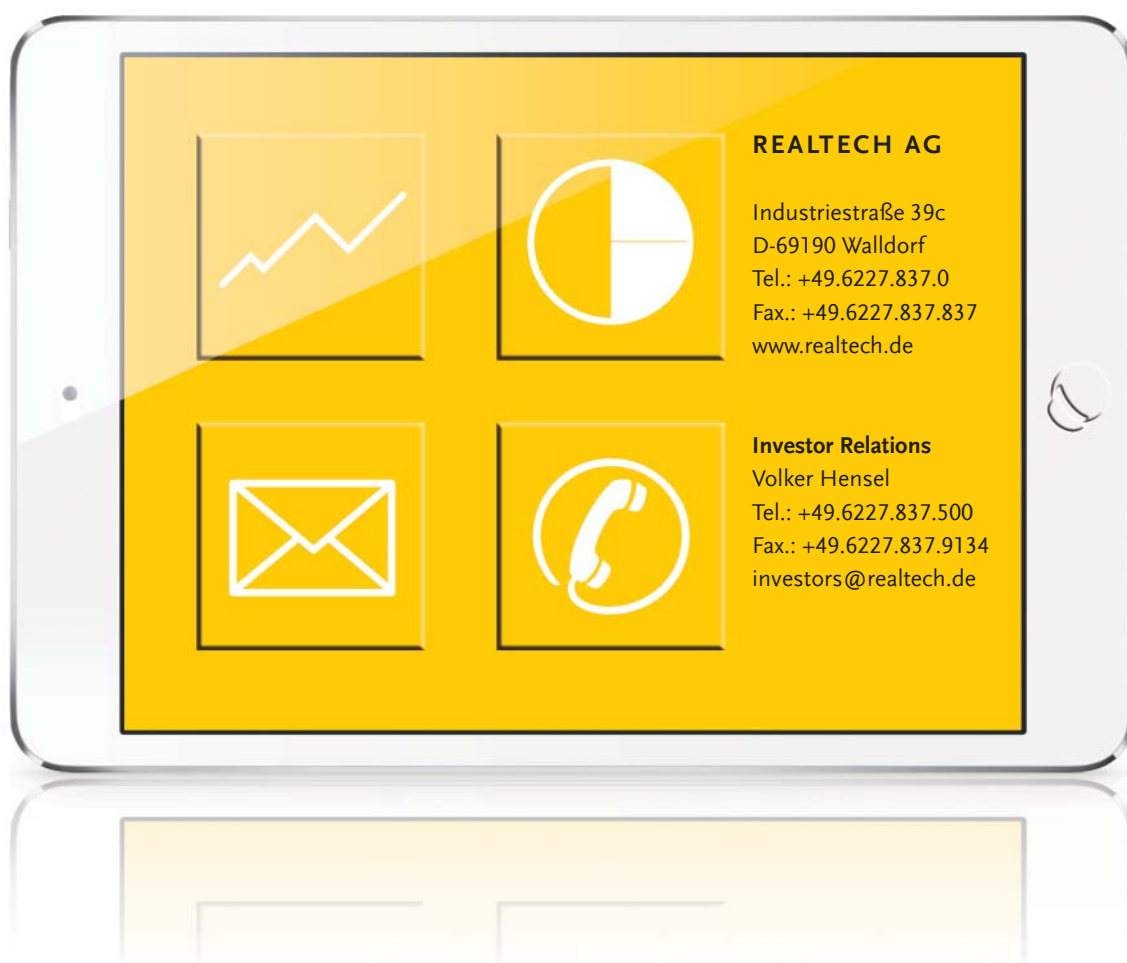 REALTECH AG
Industriestraße 39c
D-69190 Walldorf
Tel.: +49.6227.837.0
Fax.: +49.6227.837.837
www.realtech.de
Investor Relations
Volker Hensel
Tel.: +49.6227.837.500
Fax.: +49.6227.837.9134
investors@realtech.de